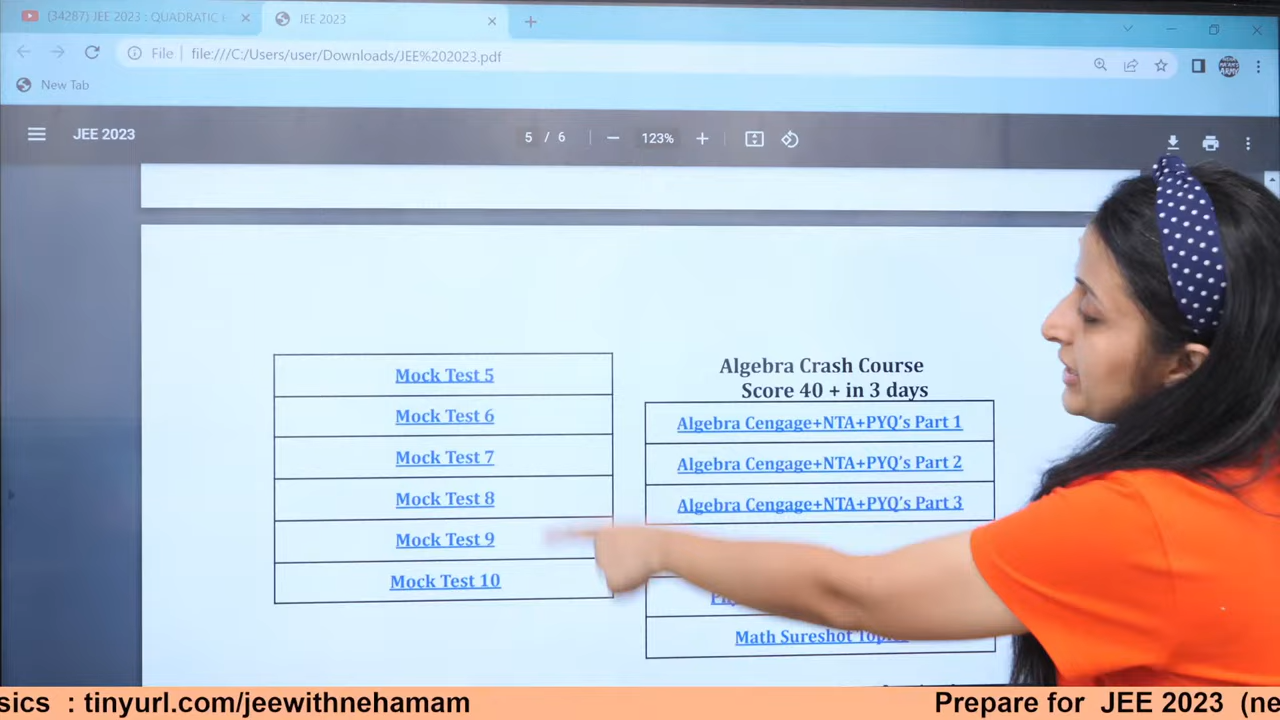 (34287) JEE 2023 : QUADRATIC
JEE 2023
File
file:///C:/Users/user/Downloads/JEE%202023.pdf
New Tab
JEE 2023
5 / 6
123%
Mock Test 5
Mock Test 6
Mock Test 7
Mock Test 8
Mock Test 9
Mock Test 10
Algebra Crash Course
Score 40 + in 3 days
Algebra Cengage+NTA+PYQ's Part 1
Algebra Cengage+NTA+PYQ's Part 2
Algebra Cengage+NTA+PYQ's Part 3
Math Sureshot
sics : tinyurl.com/jeewithnehamam
Prepare for JEE 2023 (ne